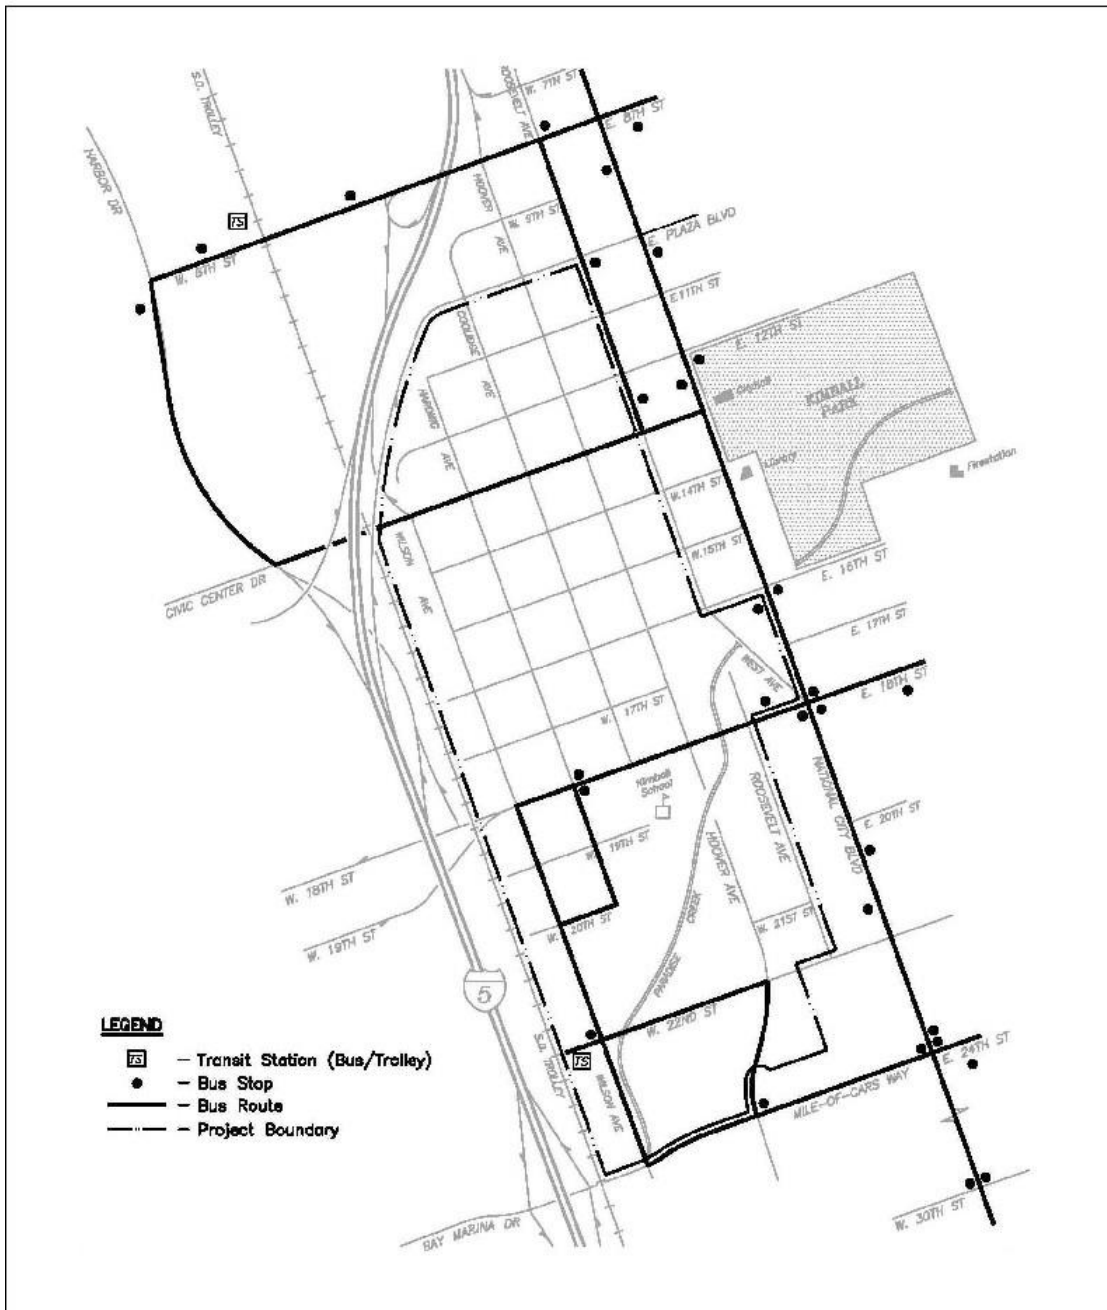 S.D. TROLLEY
ROOSEVELT AVE
W. 7TH ST
E. 8TH ST
HARBOR DR
HOOVER
AVE
W. 9TH ST
E. PLAZA BLVD
TS
W. 8TH ST
E. 11TH ST
COOLIDGE
AVE
E. 12TH ST
HARDING
AVE
KIMBALL
PARK
Library
Firestation
W. 14TH ST
W. 15TH ST
WILSON
AVE
CIVIC CENTER DR
E. 16TH ST
E. 17TH ST
WEST AVE
E. 18TH ST
W. 17TH ST
Kimball
School
NATIONAL CITY BLVD
ROOSEVELT AVE
E. 20TH ST
W. 19TH ST
HOOVER AVE
W. 18TH ST
W. 19TH ST
W. 20TH ST
W. 21ST ST
PARADISE
CREEK
5
W. 22ND ST
S.D. TROLLEY
TS
WILSON AVE
E. 24TH ST
MILE-OF-CARS WAY
BAY MARINA DR
W. 30TH ST
LEGEND
TS – Transit Station (Bus/Trolley)
– Bus Stop
– Bus Route
– Project Boundary